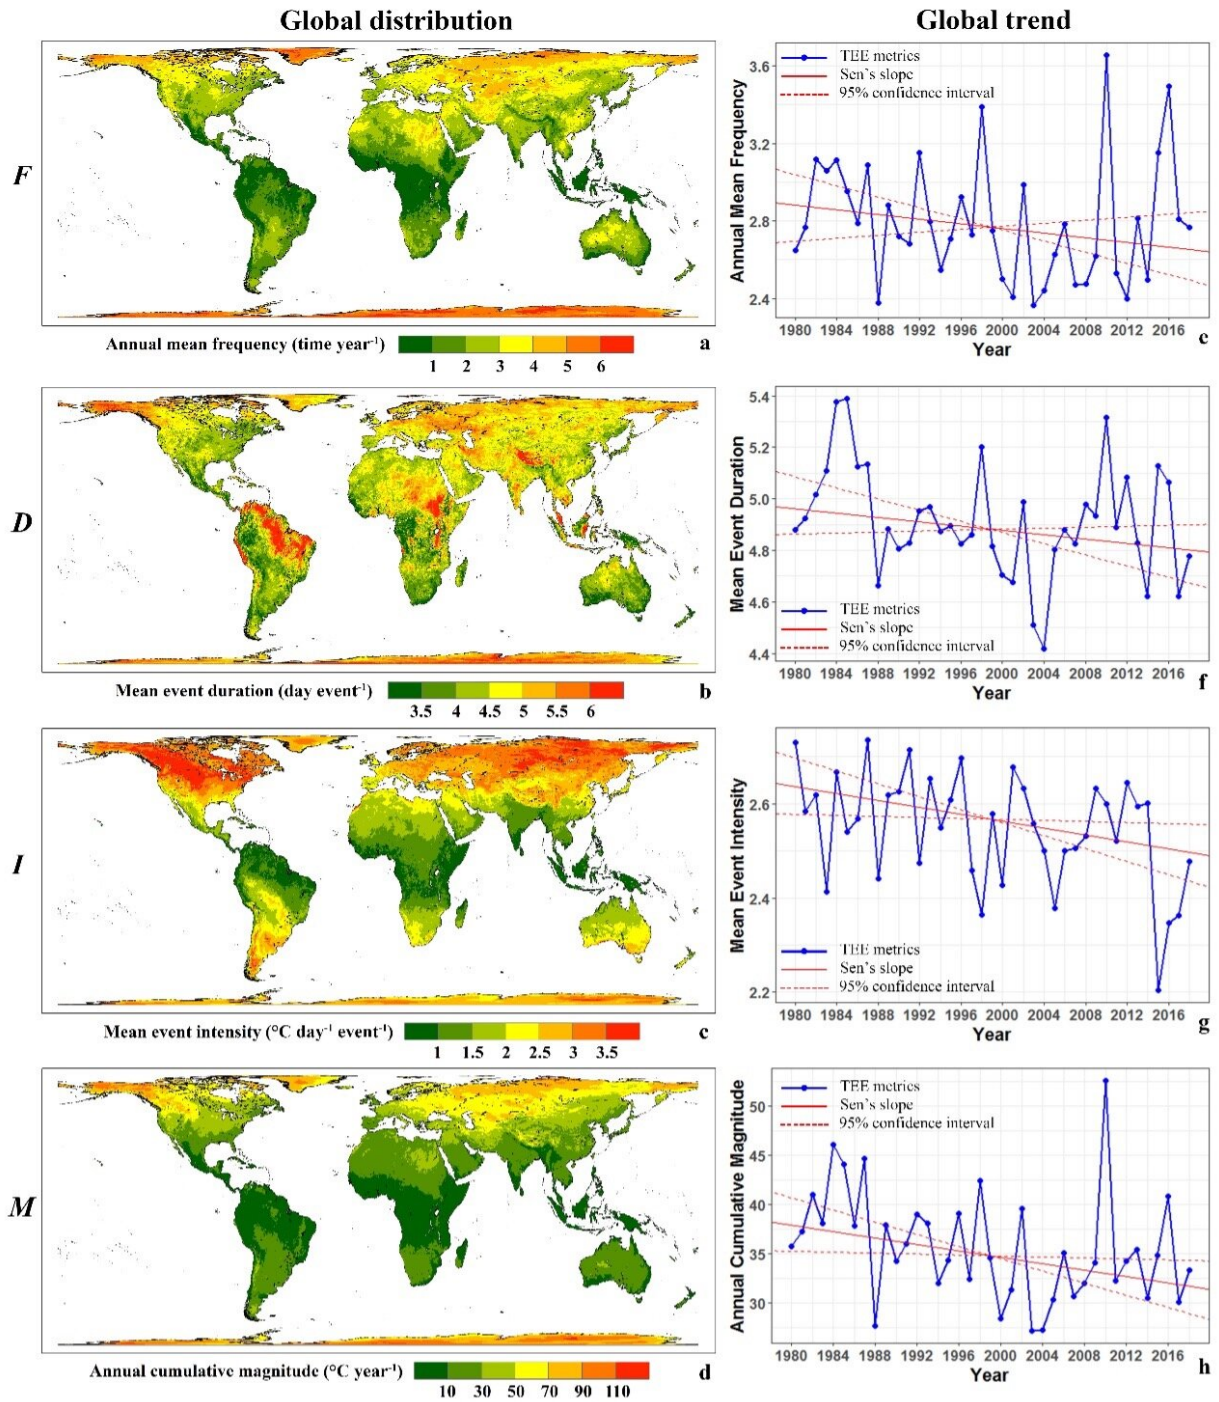 Global distribution
Global trend
F
Annual mean frequency (time year⁻¹)
1 2 3 4 5 6
a
TEE metrics
Sen's slope
95% confidence interval
Annual Mean Frequency
3.6
3.2
2.8
2.4
1980 1984 1988 1992 1996 2000 2004 2008 2012 2016
Year
e
D
Mean event duration (day event⁻¹)
3.5 4 4.5 5 5.5 6
b
Mean Event Duration
5.4
5.2
5.0
4.8
4.6
4.4
TEE metrics
Sen's slope
95% confidence interval
1980 1984 1988 1992 1996 2000 2004 2008 2012 2016
Year
f
I
Mean event intensity (°C day⁻¹ event⁻¹)
1 1.5 2 2.5 3 3.5
c
Mean Event Intensity
2.6
2.4
2.2
TEE metrics
Sen's slope
95% confidence interval
1980 1984 1988 1992 1996 2000 2004 2008 2012 2016
Year
g
M
Annual cumulative magnitude (°C year⁻¹)
10 30 50 70 90 110
d
TEE metrics
Sen's slope
95% confidence interval
Annual Cumulative Magnitude
50
45
40
35
30
1980 1984 1988 1992 1996 2000 2004 2008 2012 2016
Year
h